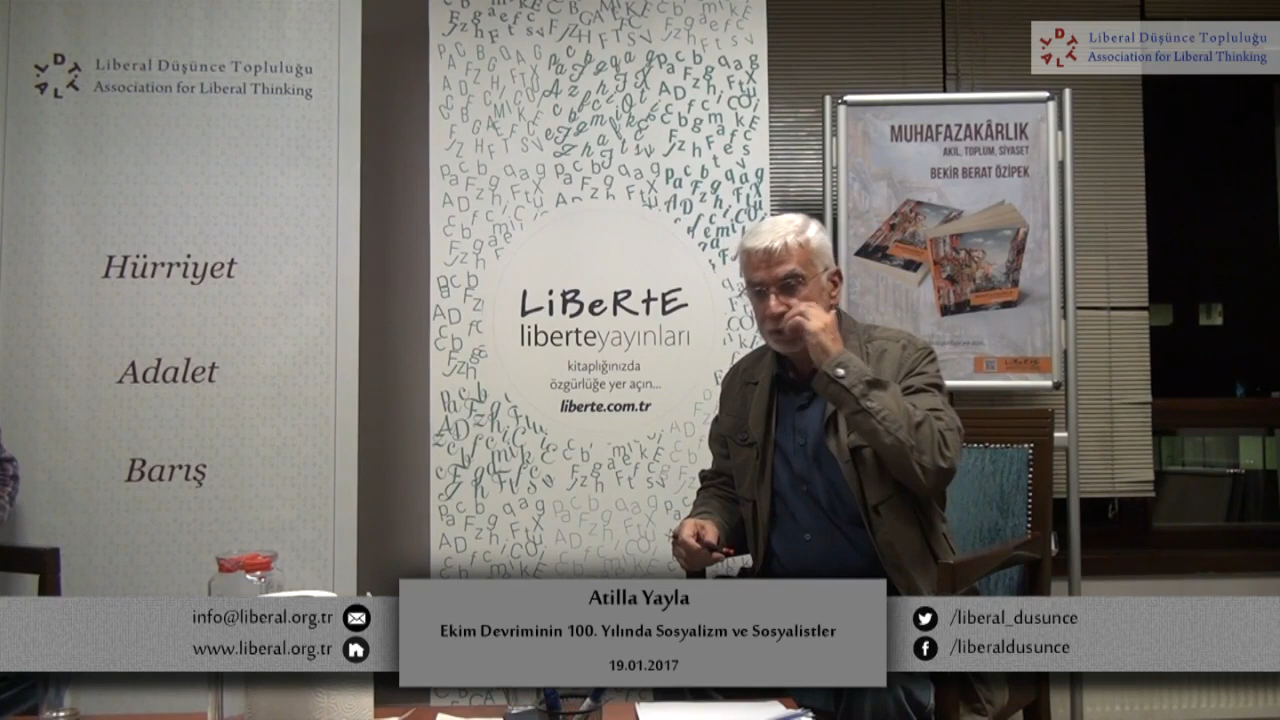 Liberal Düşünce Topluluğu
Association for Liberal Thinking
Hürriyet
Adalet
Barış
LiBeRtE
liberteyayınları
kitaplığınızda
özgürlüğe yer açın...
liberte.com.tr
MUHAFAZAKÂRLIK
AKIL, TOPLUM, SİYASET
BEKİR BERAT ÖZİPEK
LiBeRtE
Liberal Düşünce Topluluğu
Association for Liberal Thinking
info@liberal.org.tr
www.liberal.org.tr
Atilla Yayla
Ekim Devriminin 100. Yılında Sosyalizm ve Sosyalistler
19.01.2017
/liberal_dusunce
/liberaldusunce